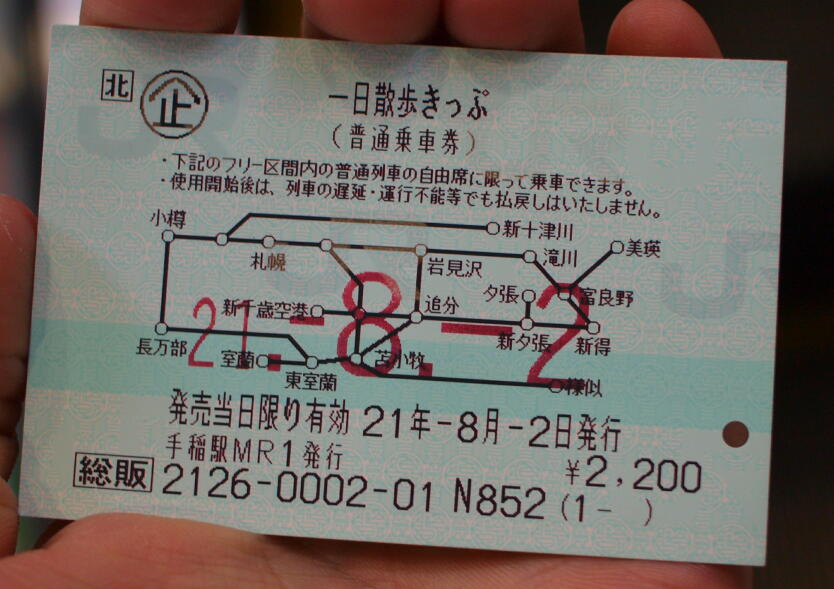 北 企 一日散歩きっぷ
(普通乗車券)
・下記のフリー区間内の普通列車の自由席に限って乗車できます。
・使用開始後は、列車の遅延・運行不能等でも払戻しはいたしません。
小樽 新十津川
札幌 岩見沢 滝川 美瑛
新千歳空港 追分 夕張 富良野
21.-8.-2
長万部 室蘭 苫小牧 新夕張 新得
東室蘭 様似
発売当日限り有効 21年-8月-2日発行
手稲駅MR1発行
¥2,200
総販 2126-0002-01 N852 (1- )